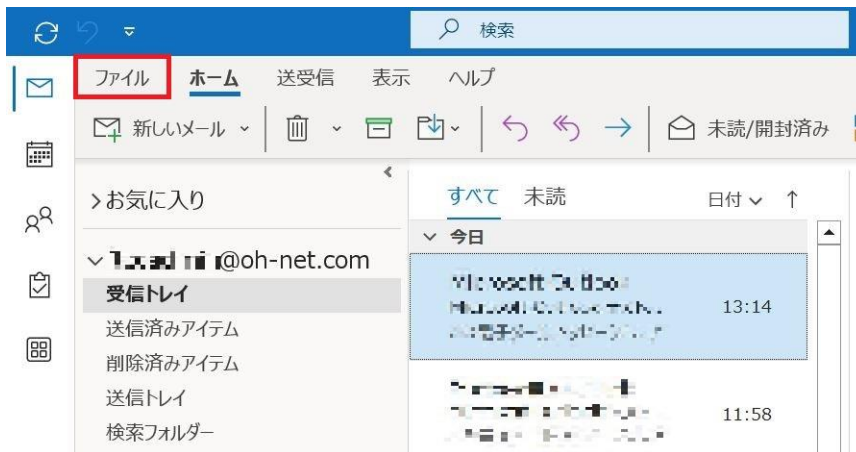 検索
ファイル ホーム 送受信 表示 ヘルプ
新しいメール 未読/開封済み
お気に入り
すべて 未読 日付
今日
@oh-net.com
受信トレイ
13:14
送信済みアイテム
削除済みアイテム
送信トレイ
11:58
検索フォルダー